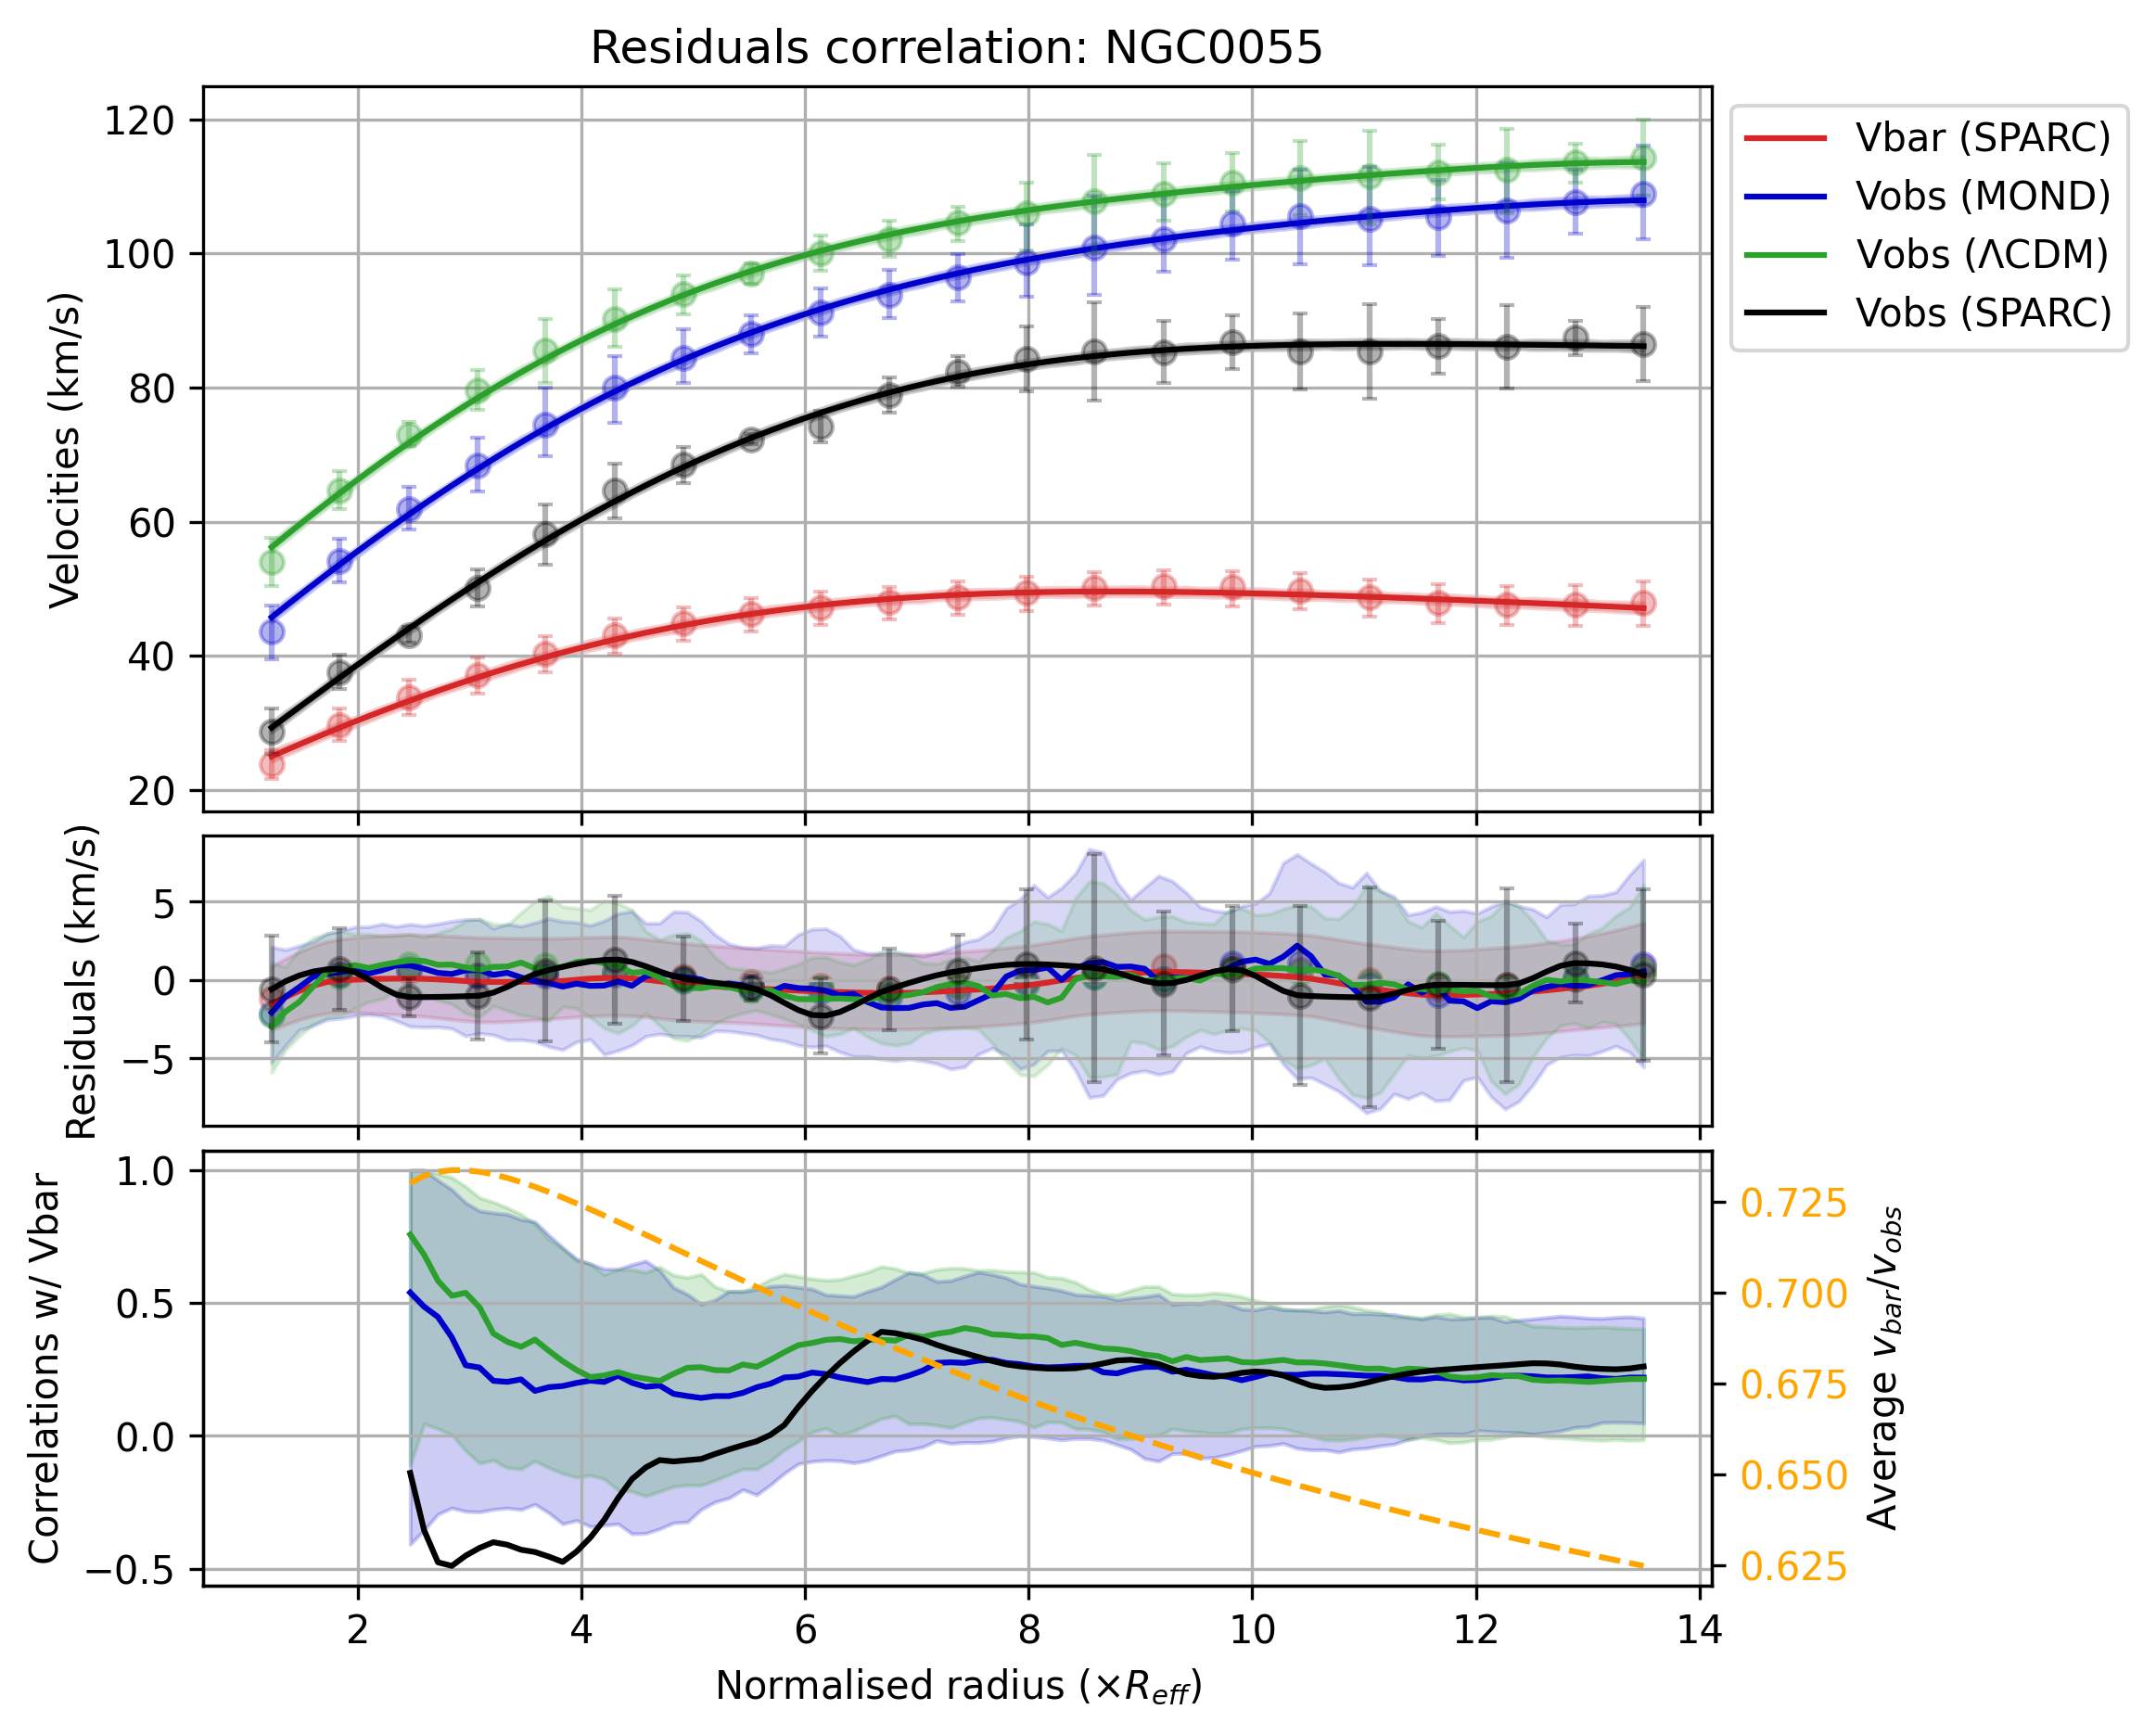 Residuals correlation: NGC0055
120
100
80
60
40
20
Velocities (km/s)
Vbar (SPARC)
Vobs (MOND)
Vobs (ΛCDM)
Vobs (SPARC)
5
0
−5
Residuals (km/s)
1.0
0.5
0.0
−0.5
Correlations w/ Vbar
0.725
0.700
0.675
0.650
0.625
Average v_bar/v_obs
2 4 6 8 10 12 14
Normalised radius (×R_eff)